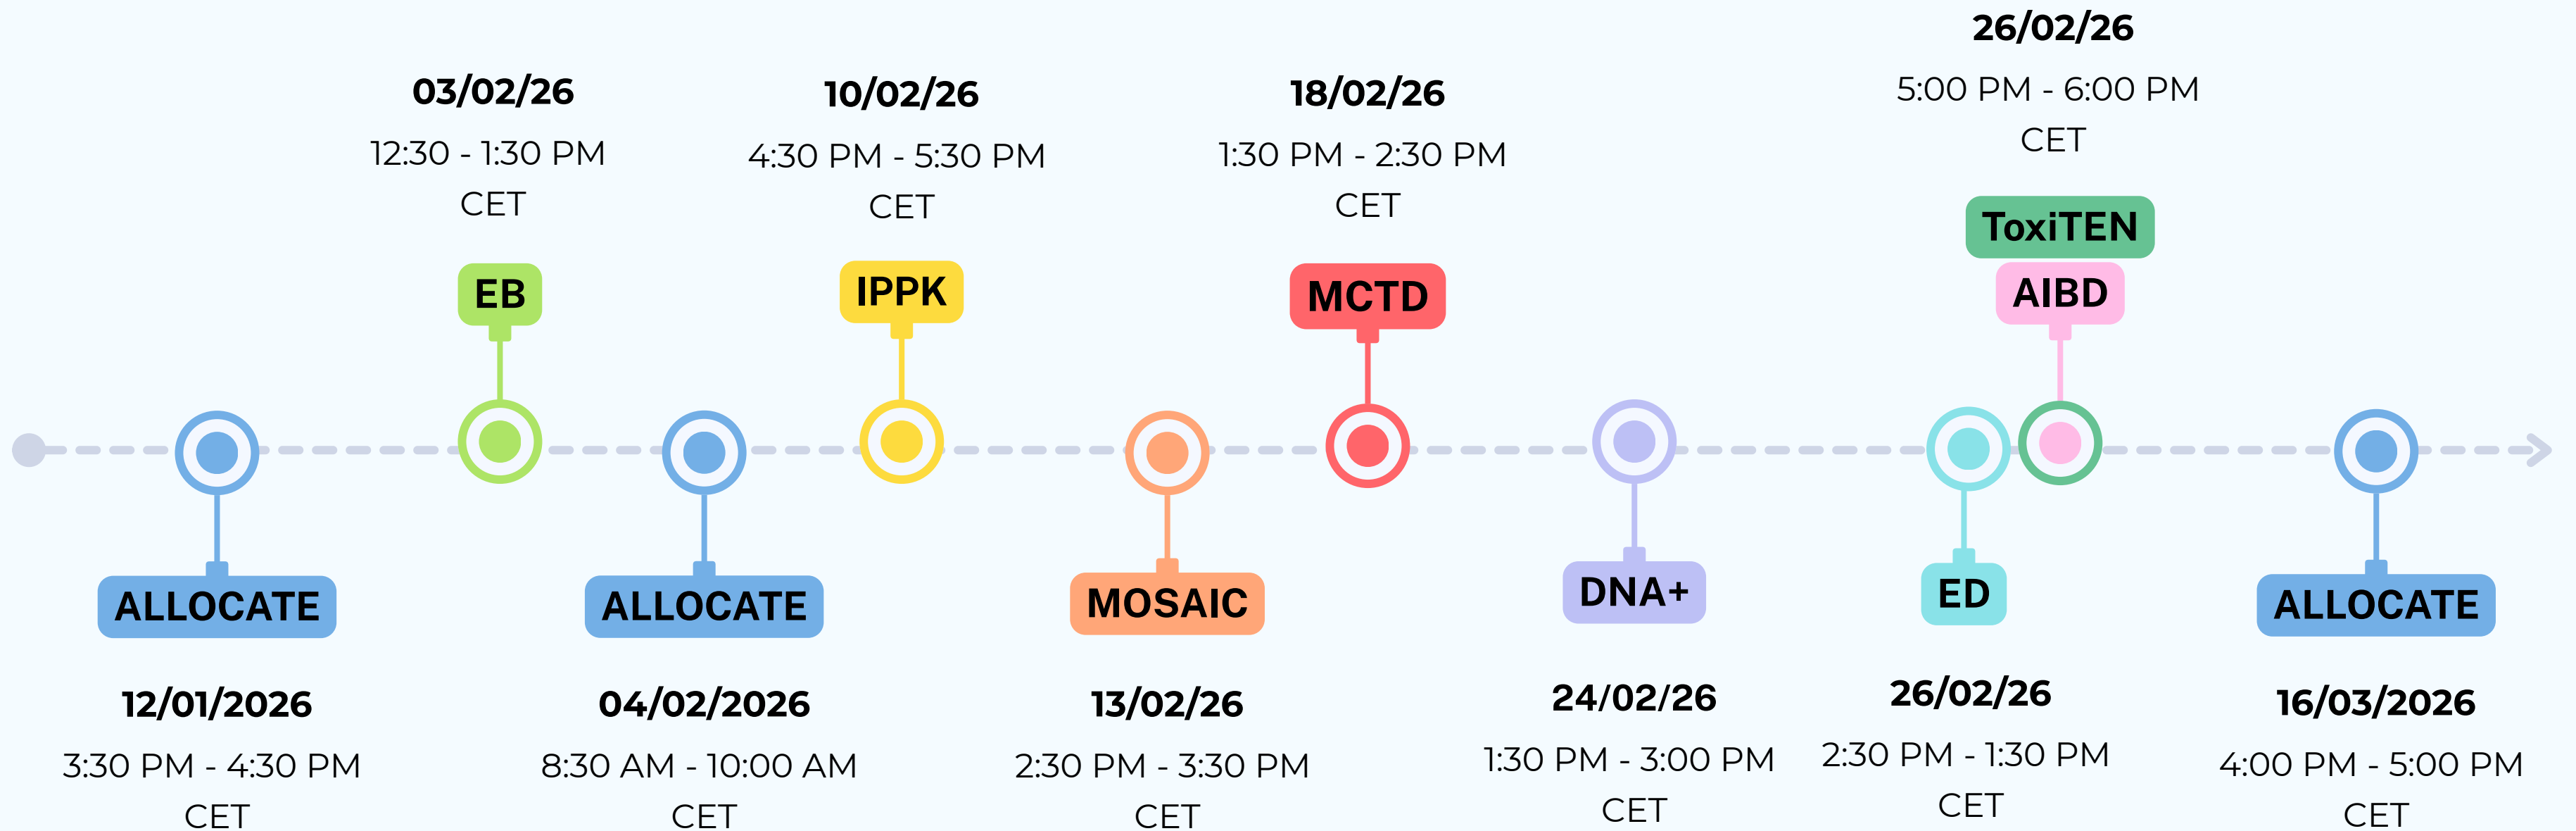 12/01/2026
3:30 PM - 4:30 PM
CET
ALLOCATE
03/02/26
12:30 - 1:30 PM
CET
EB
ALLOCATE
04/02/2026
8:30 AM - 10:00 AM
CET
10/02/26
4:30 PM - 5:30 PM
CET
IPPK
MOSAIC
13/02/26
2:30 PM - 3:30 PM
CET
18/02/26
1:30 PM - 2:30 PM
CET
MCTD
DNA+
24/02/26
1:30 PM - 3:00 PM
CET
ED
26/02/26
2:30 PM - 1:30 PM
CET
26/02/26
5:00 PM - 6:00 PM
CET
ToxiTEN
AIBD
ALLOCATE
16/03/2026
4:00 PM - 5:00 PM
CET